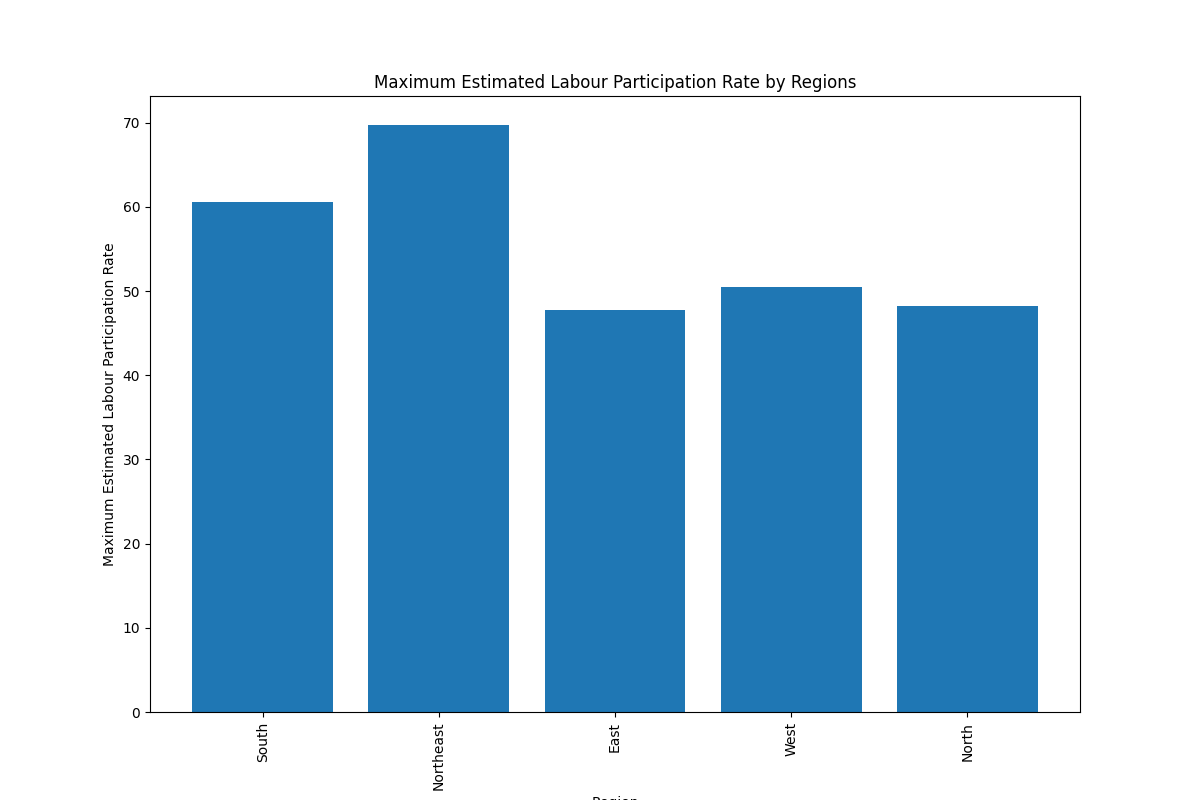 Maximum Estimated Labour Participation Rate by Regions
Maximum Estimated Labour Participation Rate
70
60
50
40
30
20
10
0
South
Northeast
East
West
North
Region